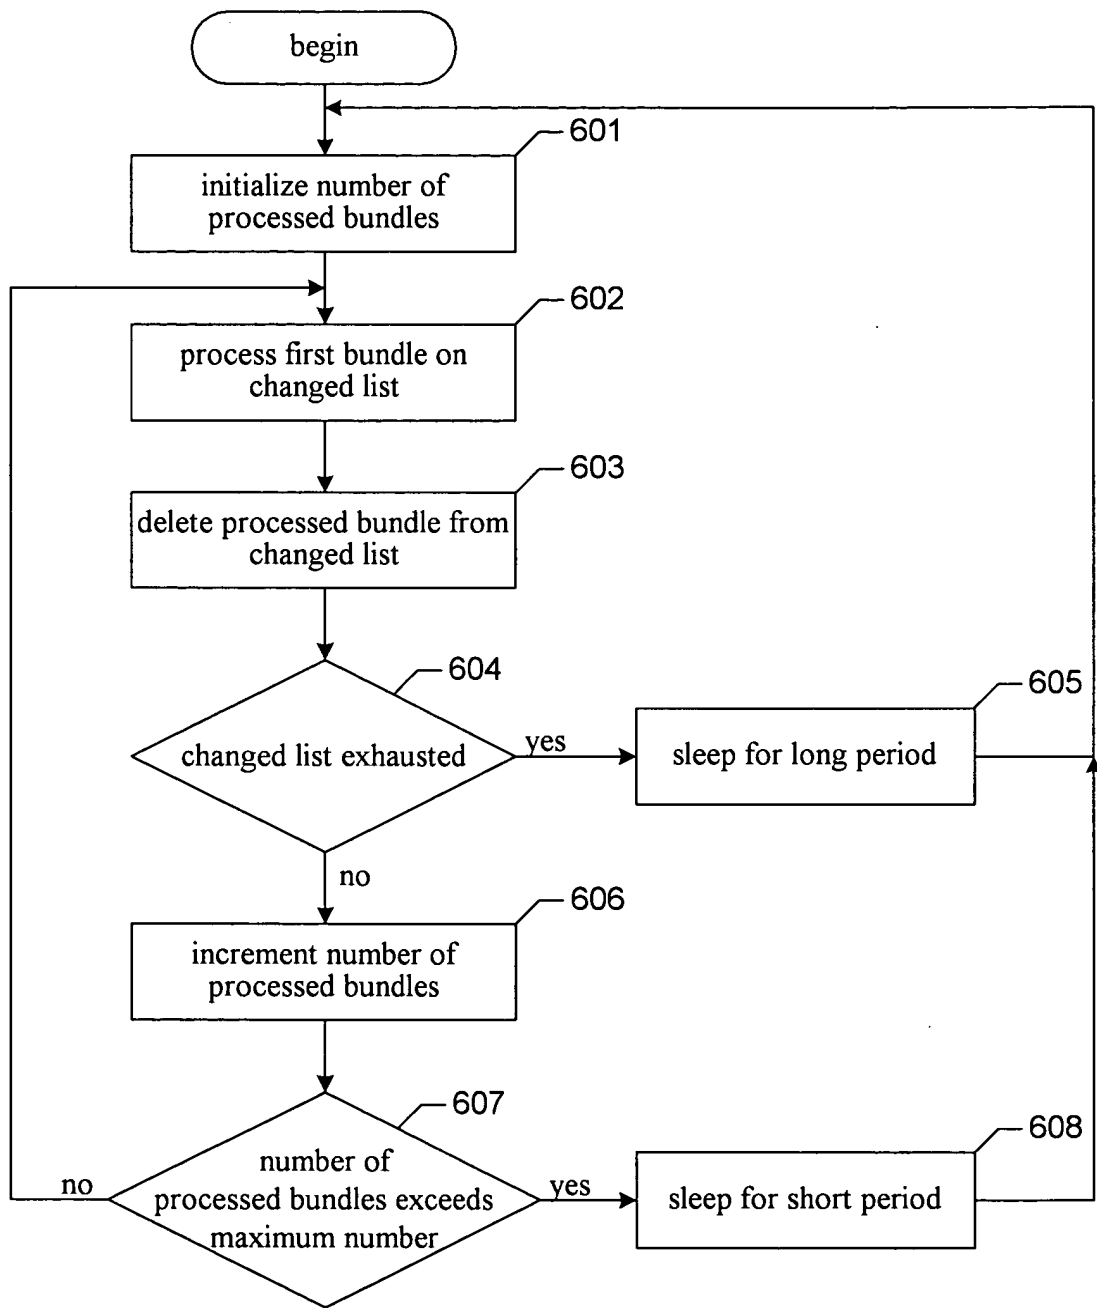 begin
601
initialize number of
processed bundles
602
process first bundle on
changed list
603
delete processed bundle from
changed list
604
changed list exhausted
yes
605
sleep for long period
no
606
increment number of
processed bundles
607
number of
processed bundles exceeds
maximum number
no
yes
608
sleep for short period